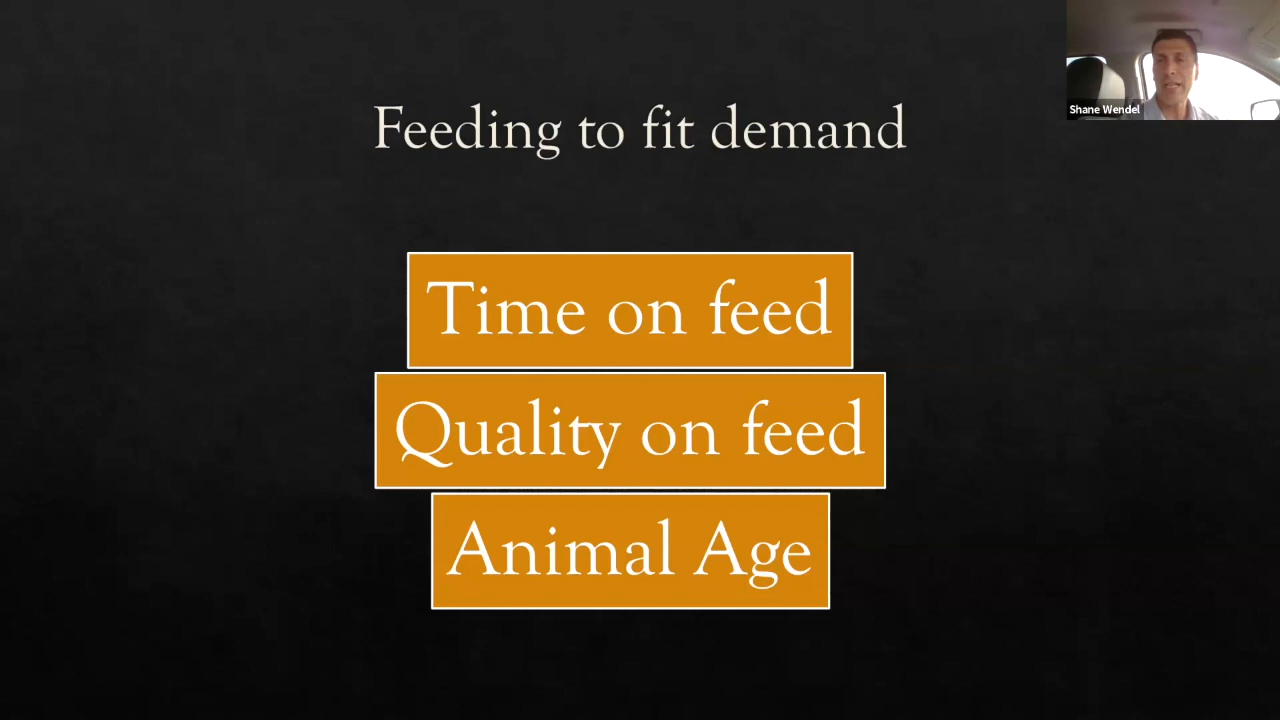 Shane Wendel
Feeding to fit demand
Time on feed
Quality on feed
Animal Age